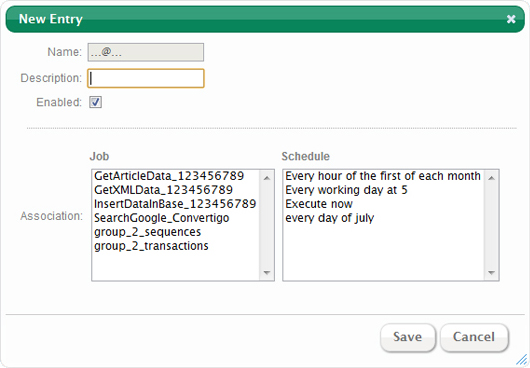 New Entry
Name: ...@...
Description:
Enabled:
Job Schedule
Association:
GetArticleData_123456789
GetXMLData_123456789
InsertDataInBase_123456789
SearchGoogle_Convertigo
group_2_sequences
group_2_transactions
Every hour of the first of each month
Every working day at 5
Execute now
every day of july
Save Cancel